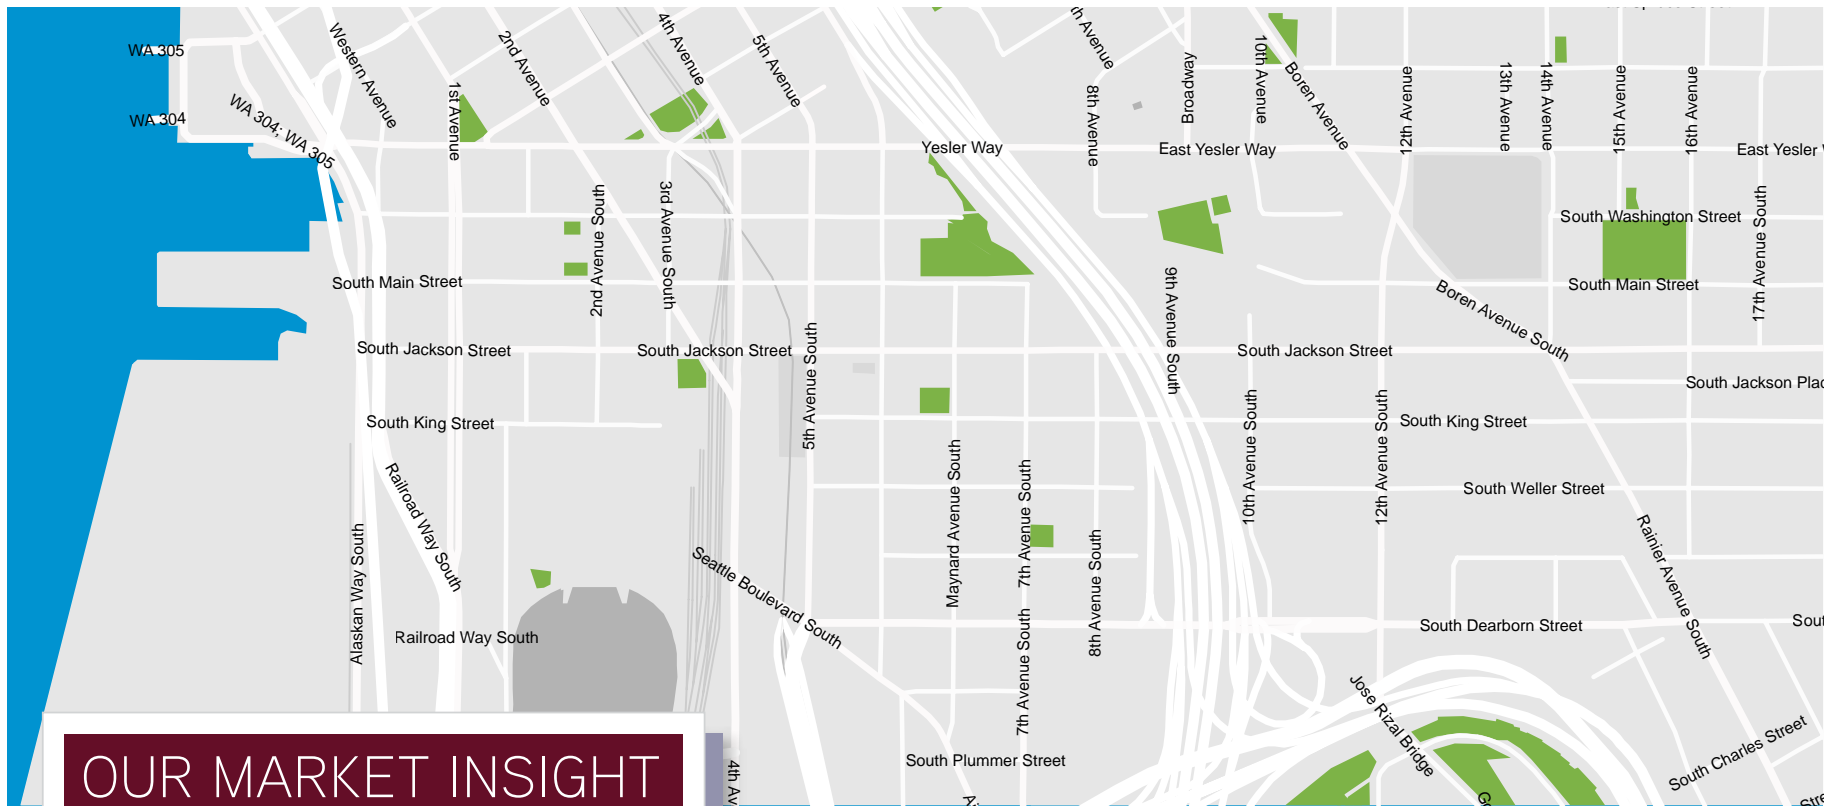 WA 305
WA 304
WA 304; WA 305
Western Avenue
1st Avenue
2nd Avenue
4th Avenue
5th Avenue
8th Avenue
Broadway
10th Avenue
Boren Avenue
12th Avenue
13th Avenue
14th Avenue
15th Avenue
16th Avenue
Yesler Way
East Yesler Way
East Yesler
2nd Avenue South
3rd Avenue South
South Washington Street
17th Avenue South
South Main Street
South Main Street
9th Avenue South
Boren Avenue South
South Jackson Street
South Jackson Street
5th Avenue South
South Jackson Street
South Jackson
South King Street
South King Street
10th Avenue South
12th Avenue South
Railroad Way South
Maynard Avenue South
7th Avenue South
South Weller Street
Alaskan Way South
Seattle Boulevard South
8th Avenue South
Rainier Avenue South
Railroad Way South
7th Avenue South
South Dearborn Street
Jose Rizal Bridge
South Plummer Street
South Charles Street
4th Av
OUR MARKET INSIGHT